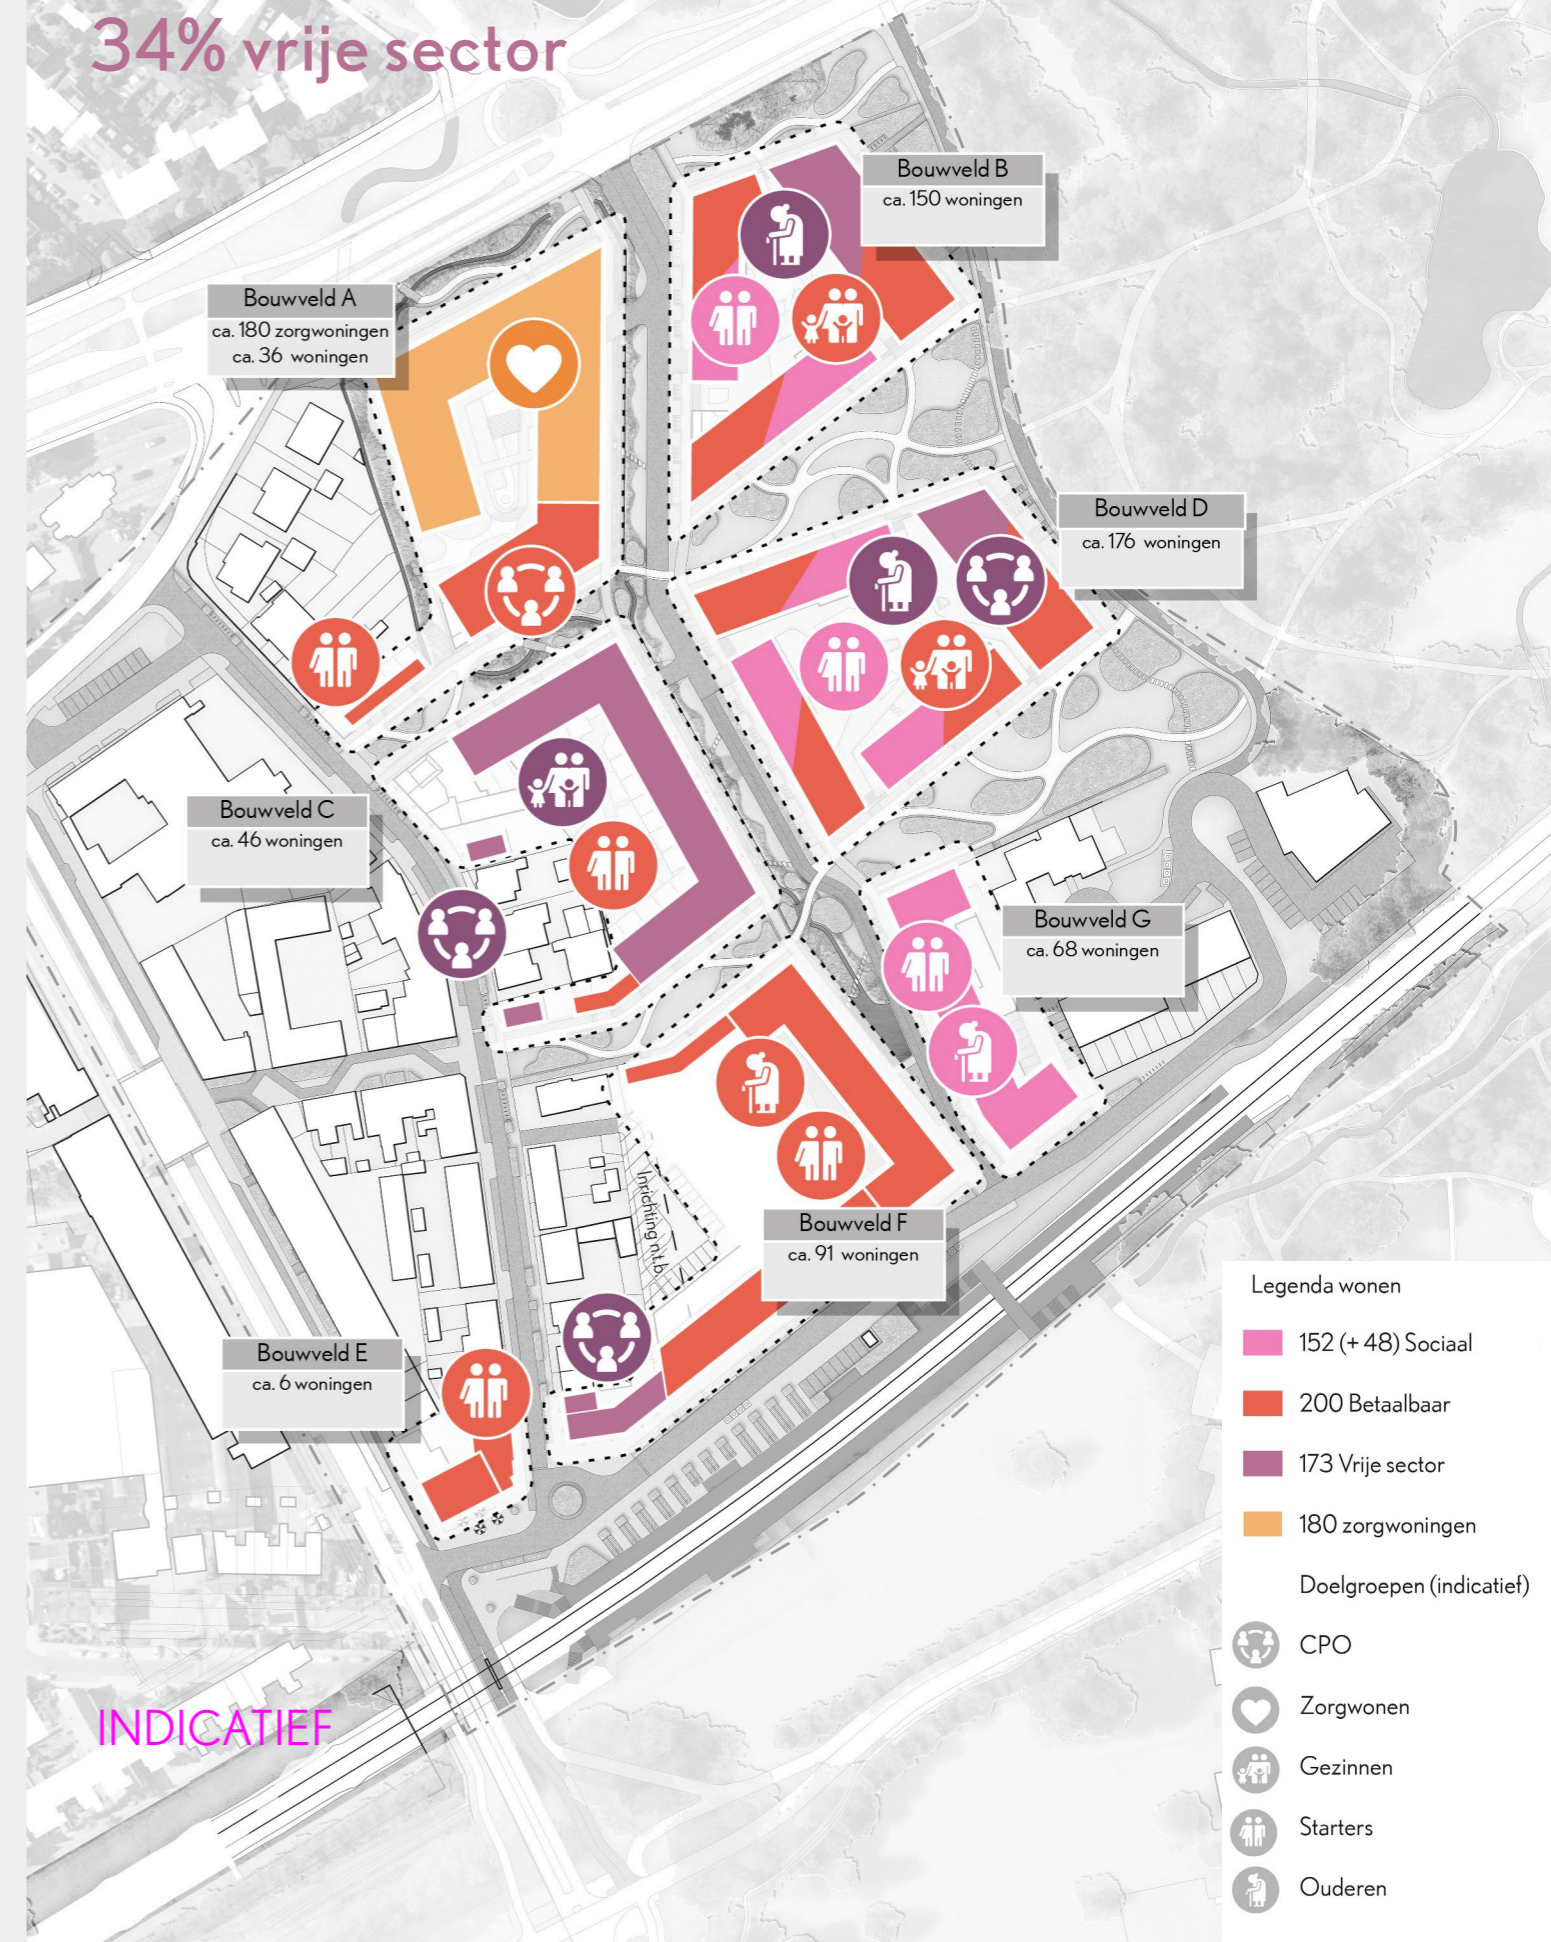 34% vrije sector
Bouwveld B
ca. 150 woningen
Bouwveld A
ca. 180 zorgwoningen
ca. 36 woningen
Bouwveld D
ca. 176 woningen
Bouwveld C
ca. 46 woningen
Bouwveld G
ca. 68 woningen
Inrichting n.t.b.
Bouwveld F
ca. 91 woningen
Bouwveld E
ca. 6 woningen
Legenda wonen
152 (+ 48) Sociaal
200 Betaalbaar
173 Vrije sector
180 zorgwoningen
Doelgroepen (indicatief)
CPO
Zorgwonen
Gezinnen
Starters
Ouderen
INDICATIEF